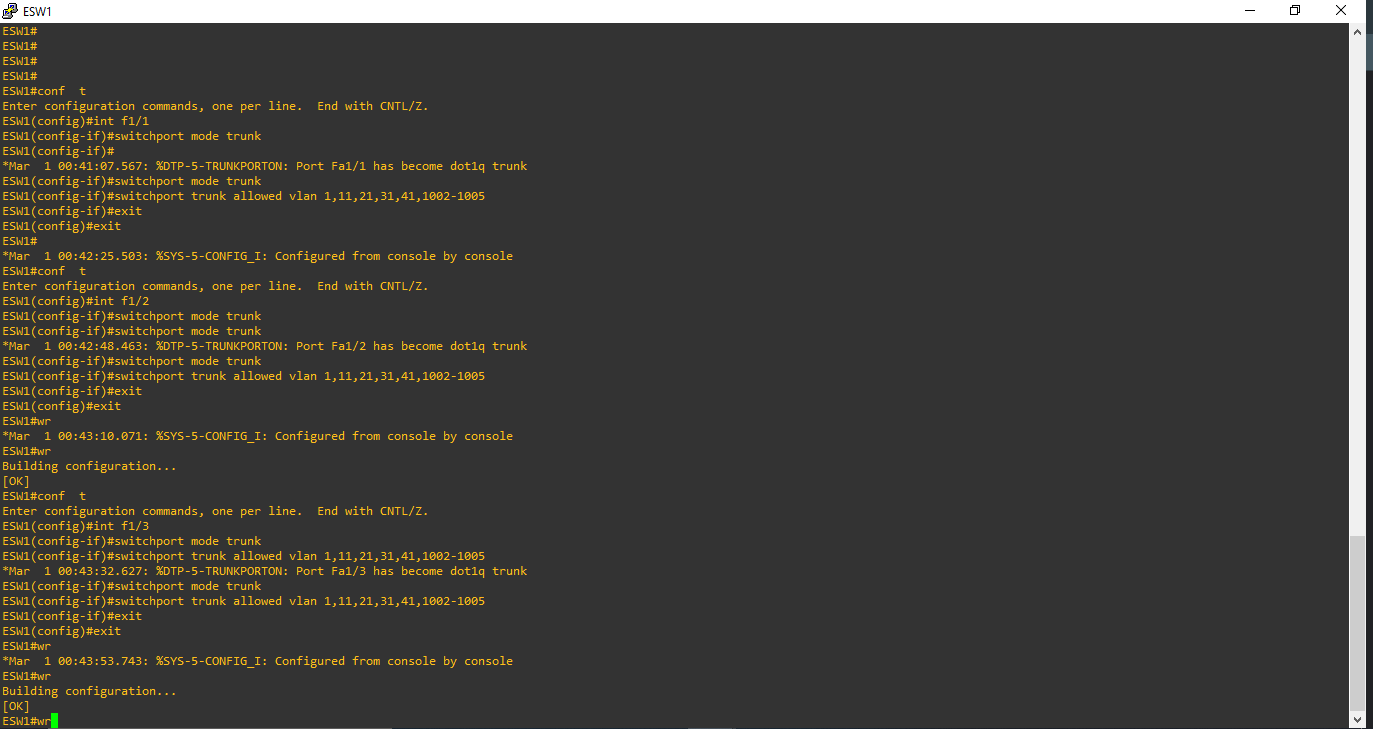 ESW1
ESW1#
ESW1#
ESW1#
ESW1#
ESW1#conf  t
Enter configuration commands, one per line.  End with CNTL/Z.
ESW1(config)#int f1/1
ESW1(config-if)#switchport mode trunk
ESW1(config-if)#
*Mar  1 00:41:07.567: %DTP-5-TRUNKPORTON: Port Fa1/1 has become dot1q trunk
ESW1(config-if)#switchport mode trunk
ESW1(config-if)#switchport trunk allowed vlan 1,11,21,31,41,1002-1005
ESW1(config-if)#exit
ESW1(config)#exit
ESW1#
*Mar  1 00:42:25.503: %SYS-5-CONFIG_I: Configured from console by console
ESW1#conf  t
Enter configuration commands, one per line.  End with CNTL/Z.
ESW1(config)#int f1/2
ESW1(config-if)#switchport mode trunk
ESW1(config-if)#switchport mode trunk
*Mar  1 00:42:48.463: %DTP-5-TRUNKPORTON: Port Fa1/2 has become dot1q trunk
ESW1(config-if)#switchport mode trunk
ESW1(config-if)#switchport trunk allowed vlan 1,11,21,31,41,1002-1005
ESW1(config-if)#exit
ESW1(config)#exit
ESW1#wr
*Mar  1 00:43:10.071: %SYS-5-CONFIG_I: Configured from console by console
ESW1#wr
Building configuration...
[OK]
ESW1#conf  t
Enter configuration commands, one per line.  End with CNTL/Z.
ESW1(config)#int f1/3
ESW1(config-if)#switchport mode trunk
ESW1(config-if)#switchport trunk allowed vlan 1,11,21,31,41,1002-1005
*Mar  1 00:43:32.627: %DTP-5-TRUNKPORTON: Port Fa1/3 has become dot1q trunk
ESW1(config-if)#switchport mode trunk
ESW1(config-if)#switchport trunk allowed vlan 1,11,21,31,41,1002-1005
ESW1(config-if)#exit
ESW1(config)#exit
ESW1#wr
*Mar  1 00:43:53.743: %SYS-5-CONFIG_I: Configured from console by console
ESW1#wr
Building configuration...
[OK]
ESW1#wr